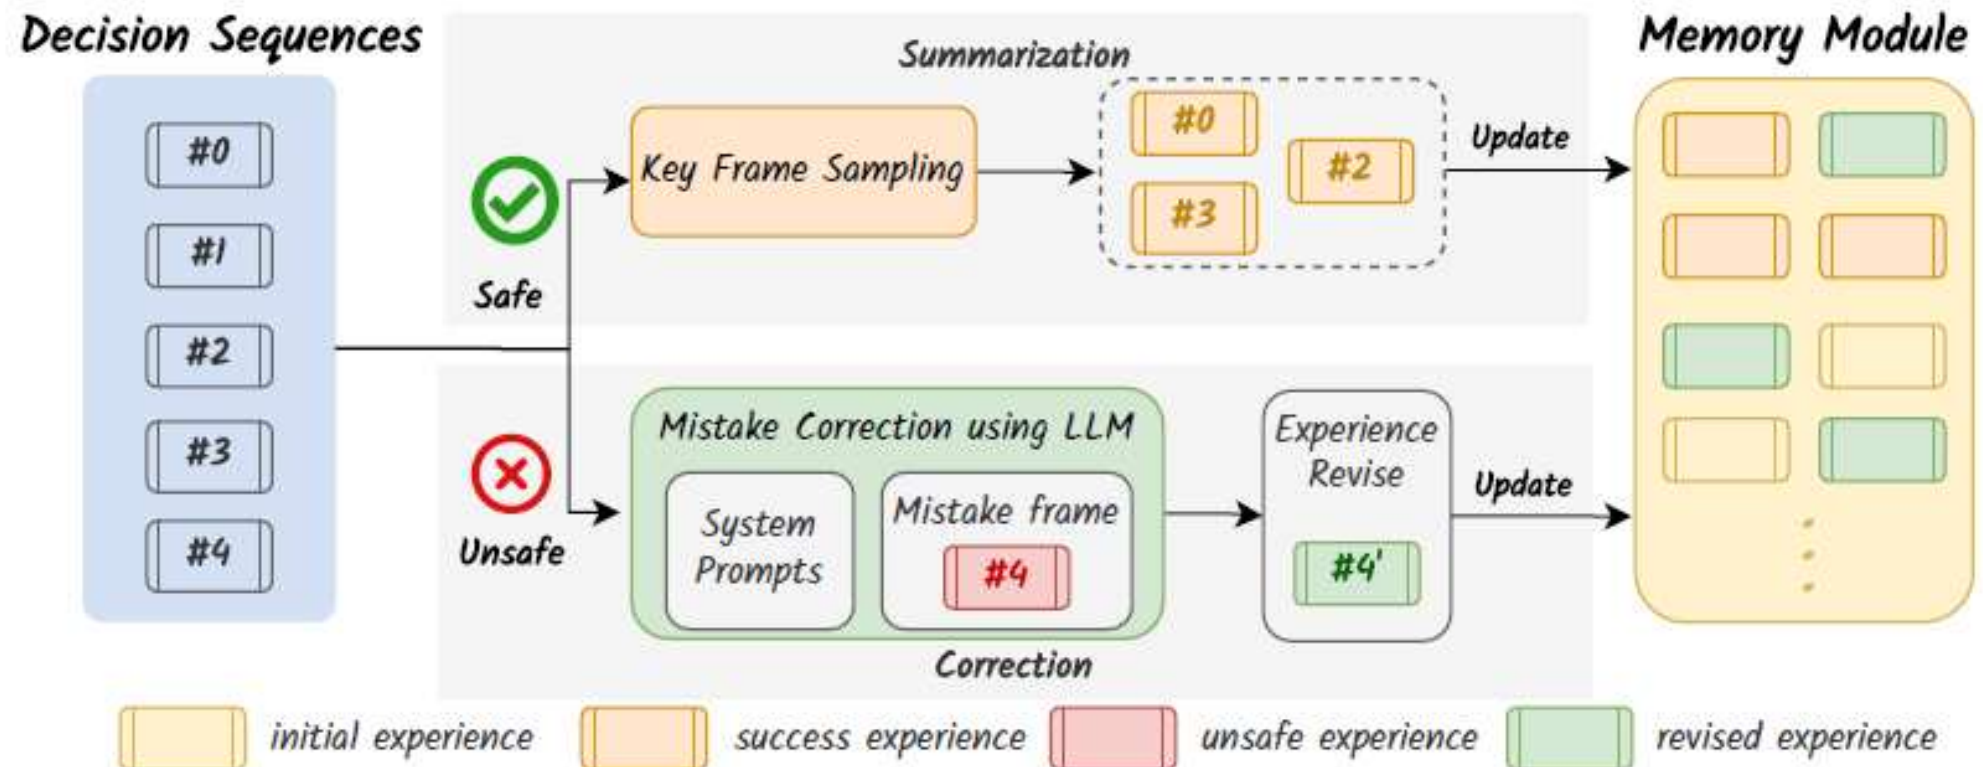 Decision Sequences
#0
#1
#2
#3
#4
Safe
Unsafe
Summarization
Key Frame Sampling
#0
#2
#3
Update
Mistake Correction using LLM
System
Prompts
Mistake frame
#4
Experience
Revise
#4'
Update
Correction
Memory Module
initial experience
success experience
unsafe experience
revised experience